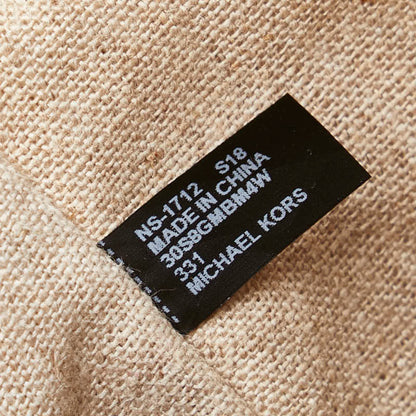 NS-1712 S18
MADE IN CHINA
30S8GMBM4W
331
MICHAEL KORS